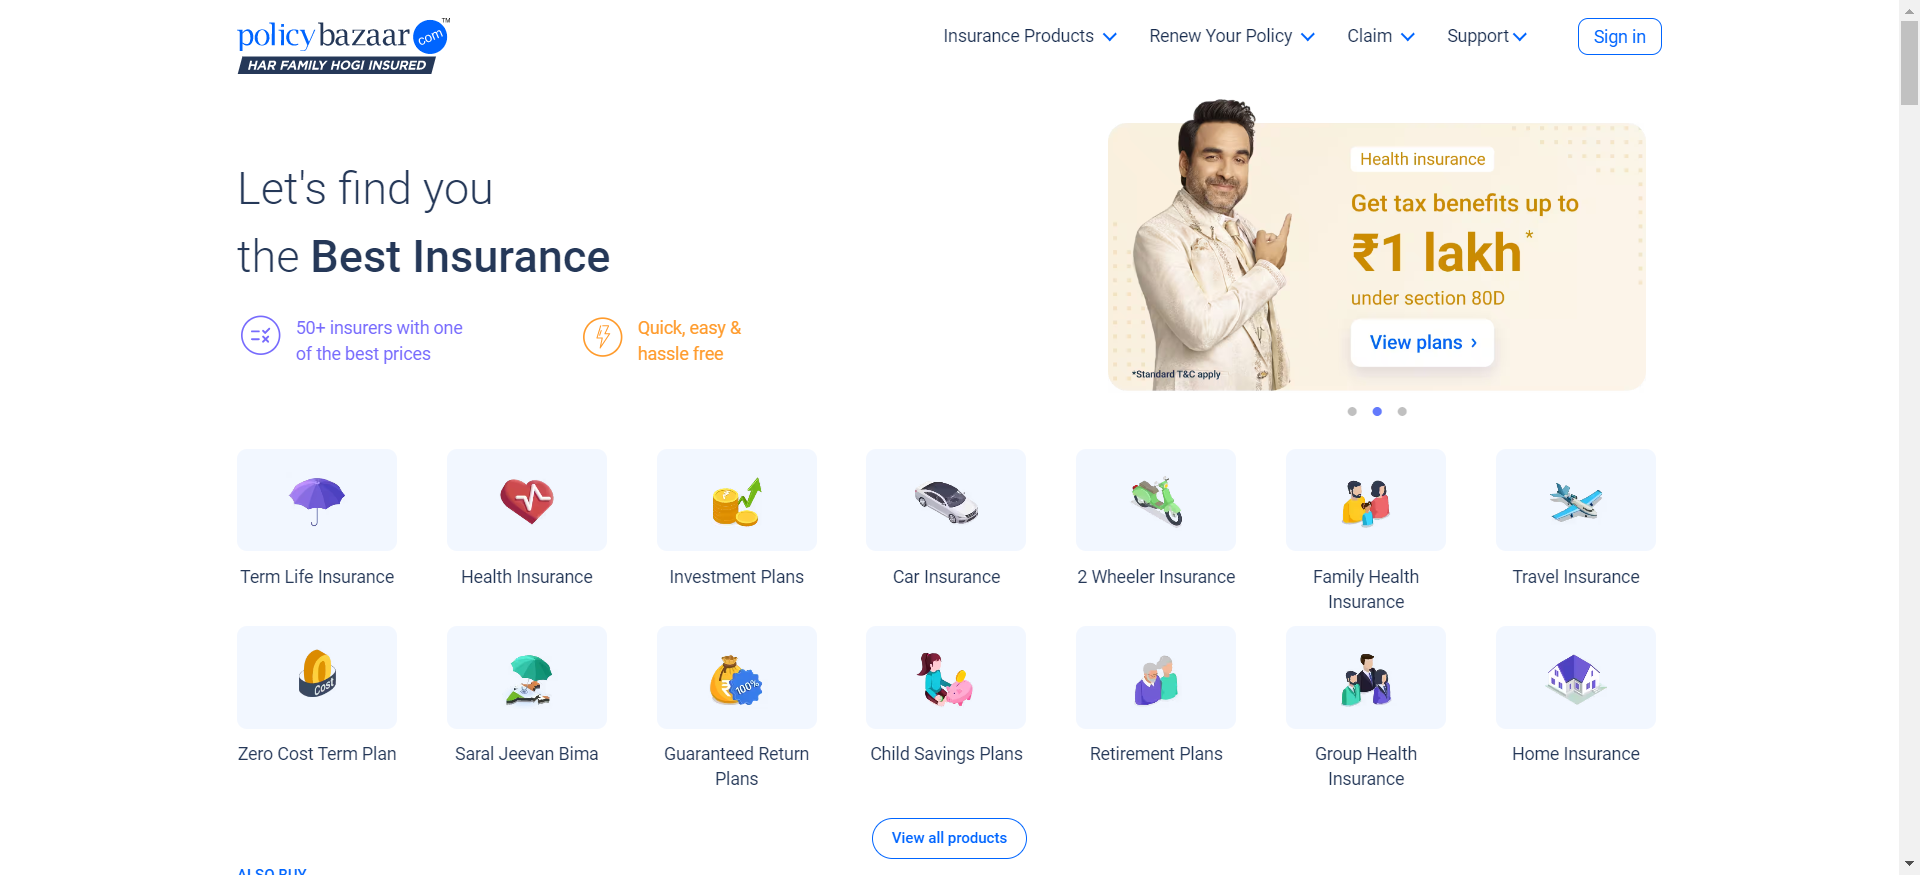 policybazaar com TM
HAR FAMILY HOGI INSURED
Insurance Products
Renew Your Policy
Claim
Support
Sign in
Let's find you
the Best Insurance
50+ insurers with one
of the best prices
Quick, easy &
hassle free
Health insurance
Get tax benefits up to
₹1 lakh*
under section 80D
View plans ›
*Standard T&C apply
Term Life Insurance
Health Insurance
Investment Plans
Car Insurance
2 Wheeler Insurance
Family Health
Insurance
Travel Insurance
Cost
100%
Zero Cost Term Plan
Saral Jeevan Bima
Guaranteed Return
Plans
Child Savings Plans
Retirement Plans
Group Health
Insurance
Home Insurance
View all products
ALSO BUY